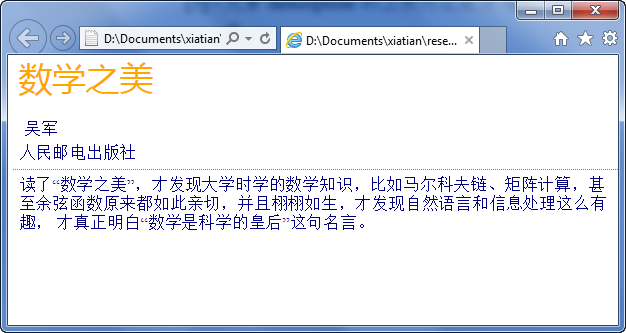 D:\Documents\xiatian\
D:\Documents\xiatian\rese...
数学之美
吴军
人民邮电出版社
读了“数学之美”，才发现大学时学的数学知识，比如马尔科夫链、矩阵计算，甚
至余弦函数原来都如此亲切，并且栩栩如生，才发现自然语言和信息处理这么有
趣， 才真正明白“数学是科学的皇后”这句名言。